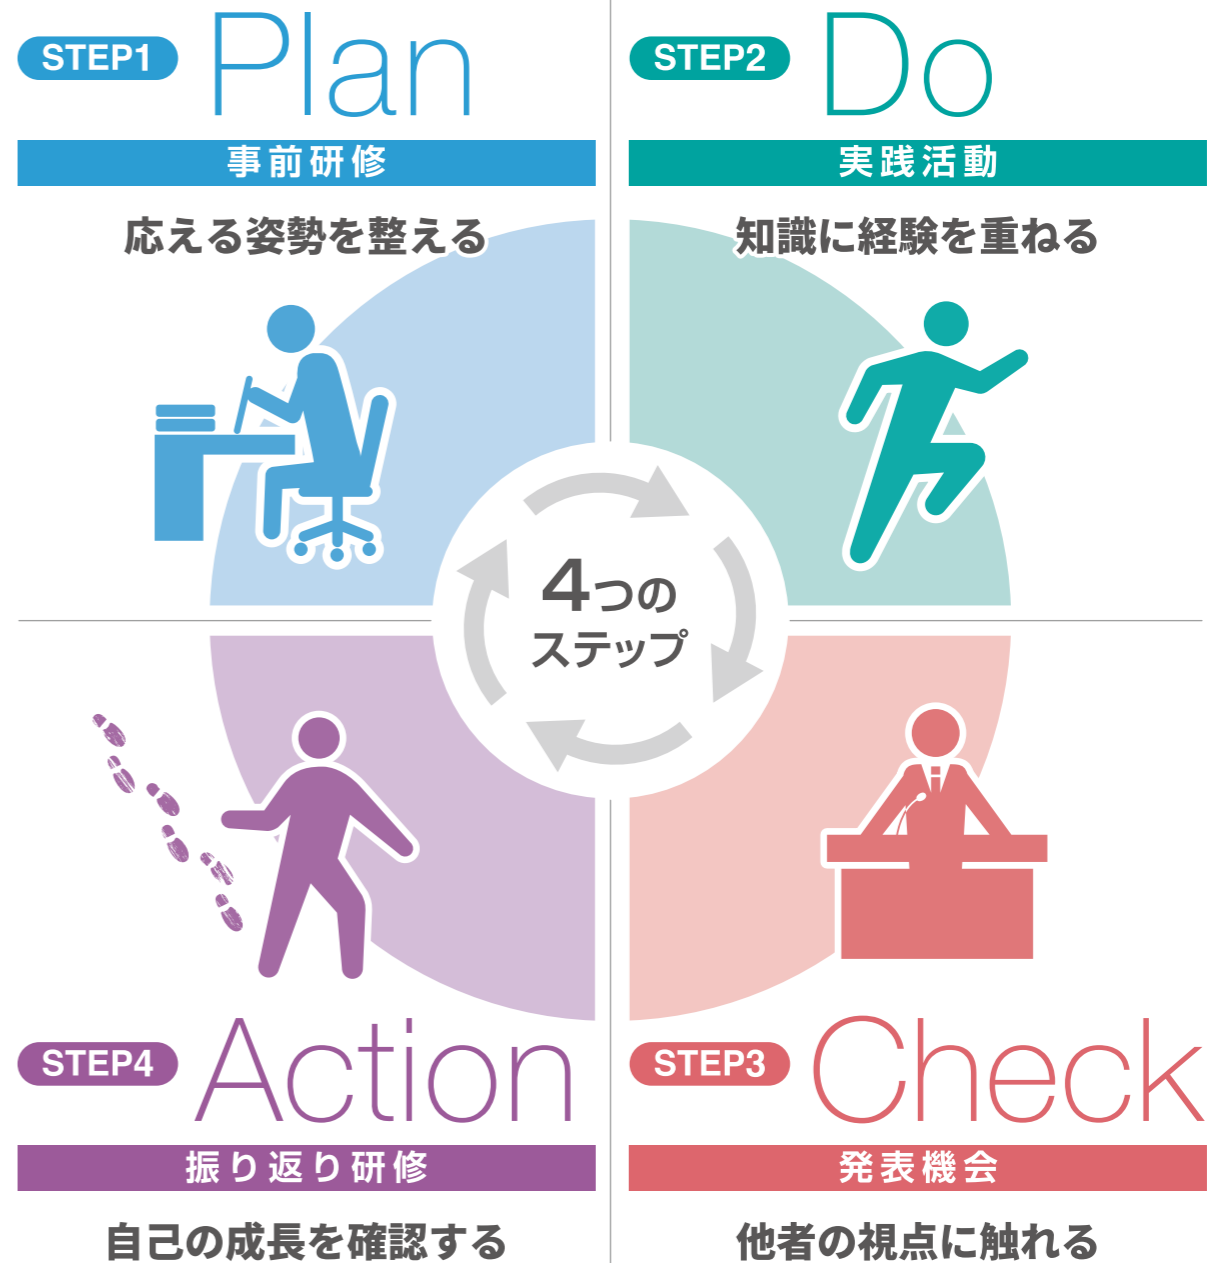 STEP1 Plan
事前研修
応える姿勢を整える
STEP2 Do
実践活動
知識に経験を重ねる
4つの
ステップ
STEP4 Action
振り返り研修
自己の成長を確認する
STEP3 Check
発表機会
他者の視点に触れる